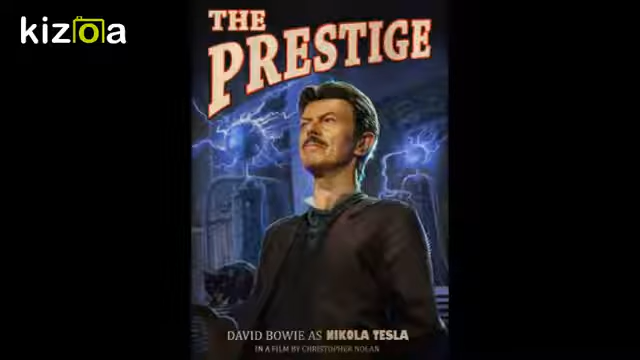 kizoa
THE
PRESTIGE
DAVID BOWIE AS NIKOLA TESLA
IN A FILM BY CHRISTOPHER NOLAN